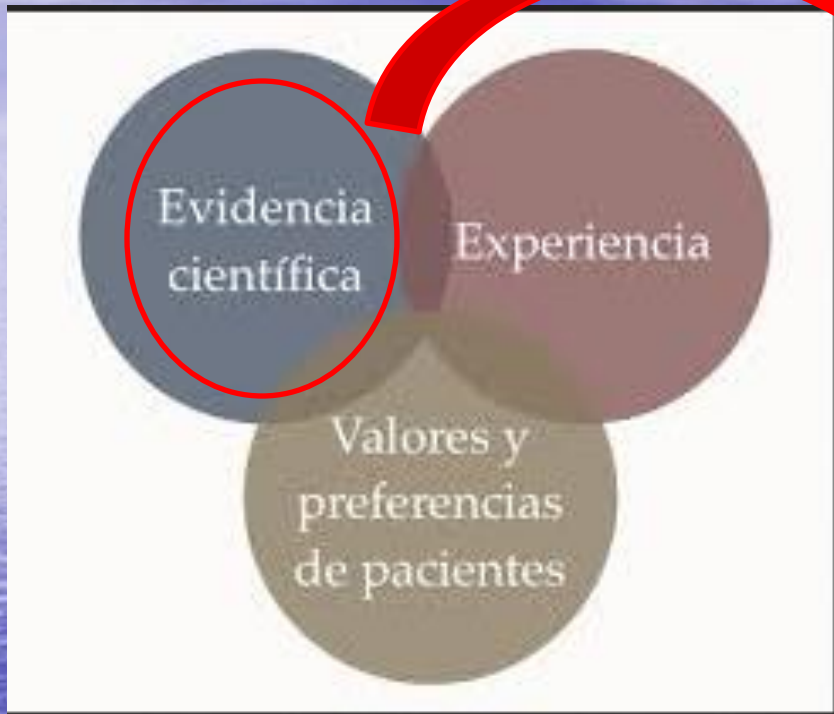 Evidencia
científica
Experiencia
Valores y
preferencias
de pacientes